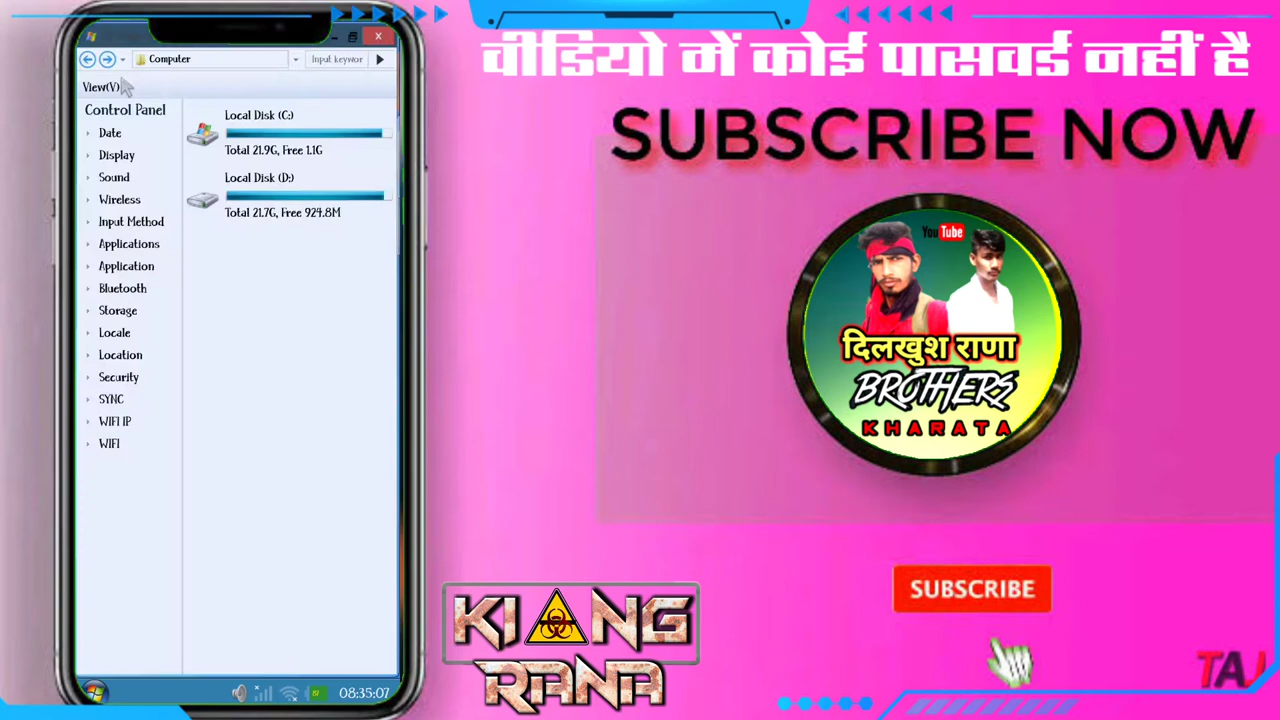 वीडियो में कोई पासवर्ड नहीं है
SUBSCRIBE NOW
Computer
Input keywor
View(V)
Control Panel
Date
Display
Sound
Wireless
Input Method
Applications
Application
Bluetooth
Storage
Locale
Location
Security
SYNC
WIFI IP
WIFI
Local Disk (C:)
Total 21.9G, Free 1.1G
Local Disk (D:)
Total 21.7G, Free 924.8M
08:35:07
You Tube
दिलखुश राणा
BROTHERS
KHARATA
SUBSCRIBE
KIANG
RANA
TAJ